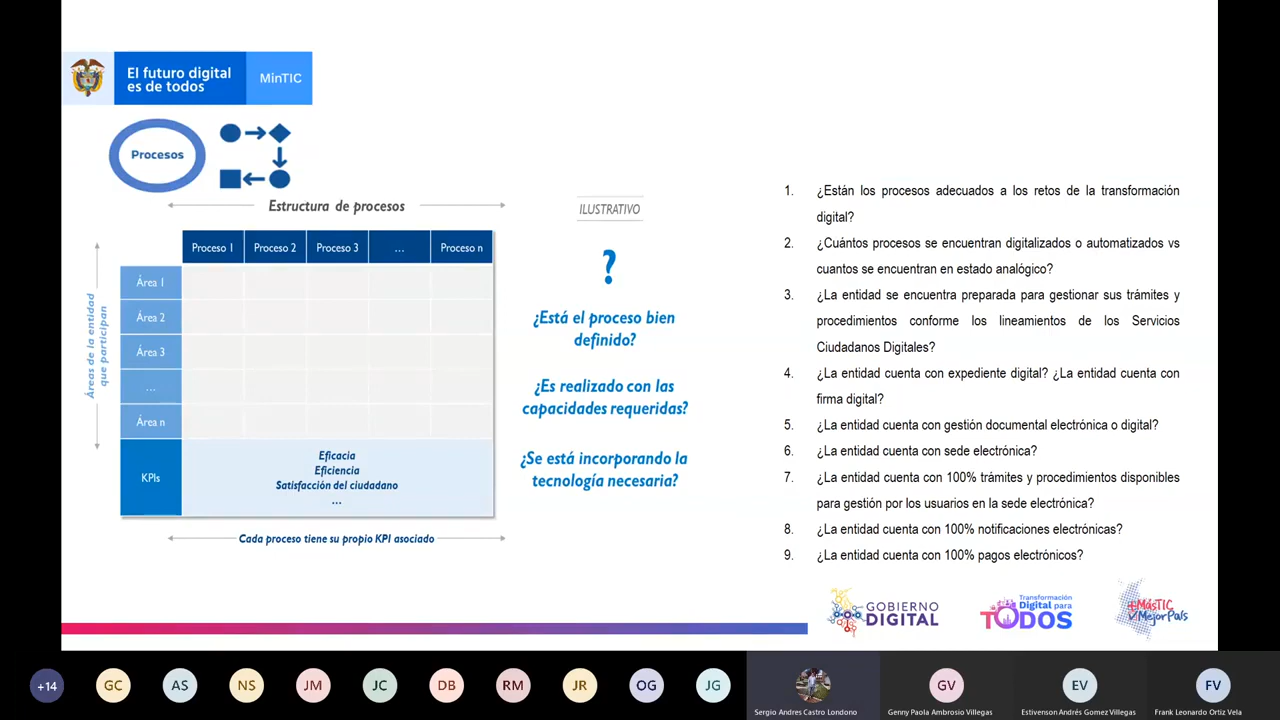 El futuro digital
es de todos
MinTIC
Procesos
Estructura de procesos
ILUSTRATIVO
Proceso 1 Proceso 2 Proceso 3 ... Proceso n
Áreas de la entidad
que participan
Área 1
Área 2
Área 3
...
Área n
KPIs
Eficacia
Eficiencia
Satisfacción del ciudadano
...
Cada proceso tiene su propio KPI asociado
?
¿Está el proceso bien
definido?
¿Es realizado con las
capacidades requeridas?
¿Se está incorporando la
tecnología necesaria?
1. ¿Están los procesos adecuados a los retos de la transformación
digital?
2. ¿Cuántos procesos se encuentran digitalizados o automatizados vs
cuantos se encuentran en estado analógico?
3. ¿La entidad se encuentra preparada para gestionar sus trámites y
procedimientos conforme los lineamientos de los Servicios
Ciudadanos Digitales?
4. ¿La entidad cuenta con expediente digital? ¿La entidad cuenta con
firma digital?
5. ¿La entidad cuenta con gestión documental electrónica o digital?
6. ¿La entidad cuenta con sede electrónica?
7. ¿La entidad cuenta con 100% trámites y procedimientos disponibles
para gestión por los usuarios en la sede electrónica?
8. ¿La entidad cuenta con 100% notificaciones electrónicas?
9. ¿La entidad cuenta con 100% pagos electrónicos?
GOBIERNO
DIGITAL
Transformación
Digital para
TODOS
+MásTIC
MejorPaís
+14 GC AS NS JM JC DB RM JR OG JG GV EV FV
Sergio Andres Castro Londono
Genny Paola Ambrosio Villegas
Estivenson Andrés Gomez Villegas
Frank Leonardo Ortiz Vela